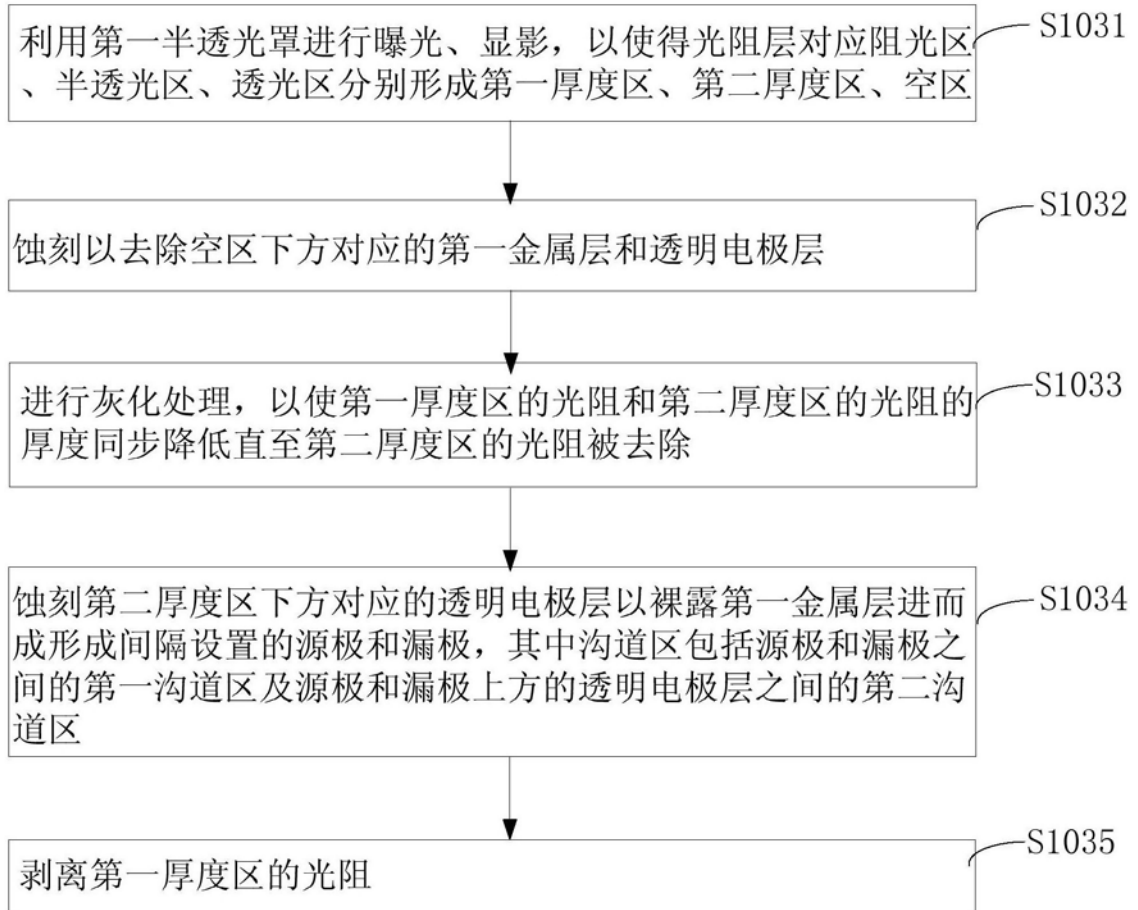 利用第一半透光罩进行曝光、显影，以使得光阻层对应阻光区
、半透光区、透光区分别形成第一厚度区、第二厚度区、空区
S1031
蚀刻以去除空区下方对应的第一金属层和透明电极层
S1032
进行灰化处理，以使第一厚度区的光阻和第二厚度区的光阻的
厚度同步降低直至第二厚度区的光阻被去除
S1033
蚀刻第二厚度区下方对应的透明电极层以裸露第一金属层进而
成形成间隔设置的源极和漏极，其中沟道区包括源极和漏极之
间的第一沟道区及源极和漏极上方的透明电极层之间的第二沟
道区
S1034
剥离第一厚度区的光阻
S1035